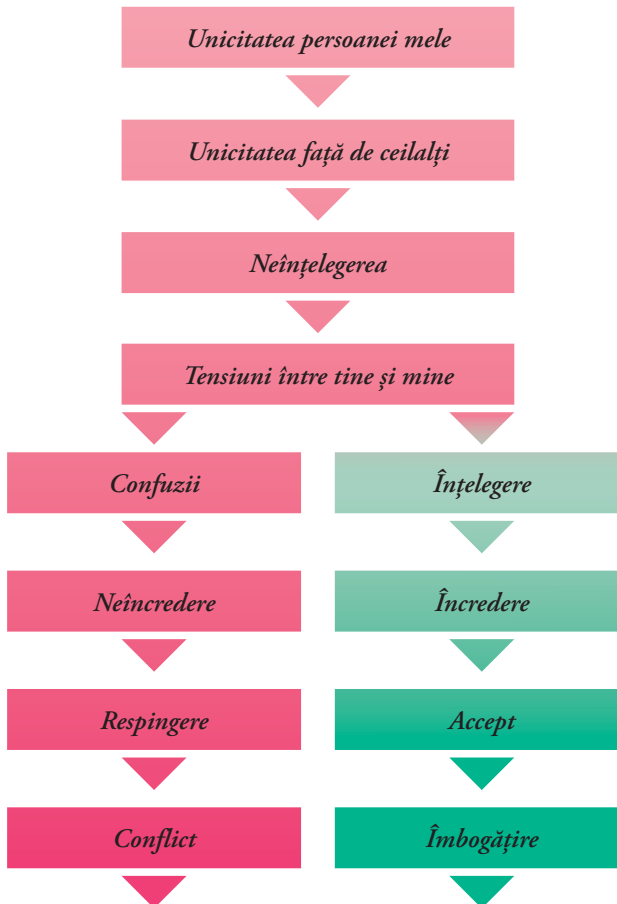 Unicitatea persoanei mele
Unicitatea față de ceilalți
Neînțelegerea
Tensiuni între tine și mine
Confuzii
Înțelegere
Neîncredere
Încredere
Respingere
Accept
Conflict
Îmbogățire